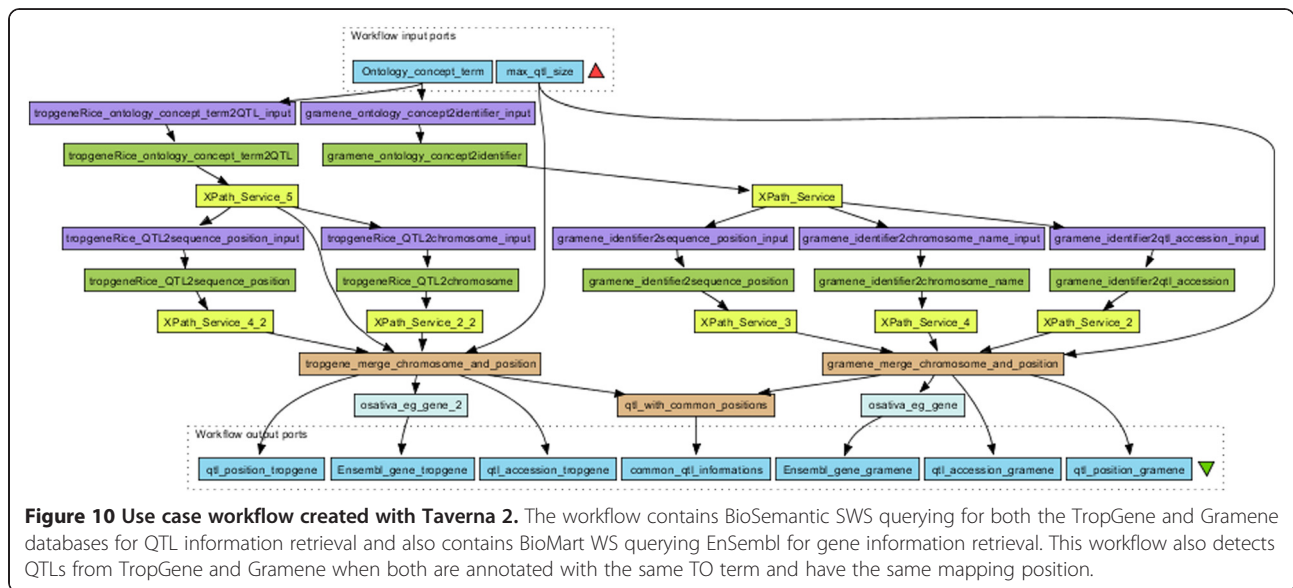 Workflow input ports
Ontology_concept_term max_qtl_size
tropgeneRice_ontology_concept_term2QTL_input gramene_ontology_concept2identifier_input
tropgeneRice_ontology_concept_term2QTL gramene_ontology_concept2identifier
XPath_Service_5 XPath_Service
tropgeneRice_QTL2sequence_position_input tropgeneRice_QTL2chromosome_input gramene_identifier2sequence_position_input gramene_identifier2chromosome_name_input gramene_identifier2qtl_accession_input
tropgeneRice_QTL2sequence_position tropgeneRice_QTL2chromosome gramene_identifier2sequence_position gramene_identifier2chromosome_name gramene_identifier2qtl_accession
XPath_Service_4_2 XPath_Service_2_2 XPath_Service_3 XPath_Service_4 XPath_Service_2
tropgene_merge_chromosome_and_position gramene_merge_chromosome_and_position
osativa_eg_gene_2 qtl_with_common_positions osativa_eg_gene
Workflow output ports
qtl_position_tropgene Ensembl_gene_tropgene qtl_accession_tropgene common_qtl_informations Ensembl_gene_gramene qtl_accession_gramene qtl_position_gramene
Figure 10 Use case workflow created with Taverna 2. The workflow contains BioSemantic SWS querying for both the TropGene and Gramene
databases for QTL information retrieval and also contains BioMart WS querying EnSembl for gene information retrieval. This workflow also detects
QTLs from TropGene and Gramene when both are annotated with the same TO term and have the same mapping position.